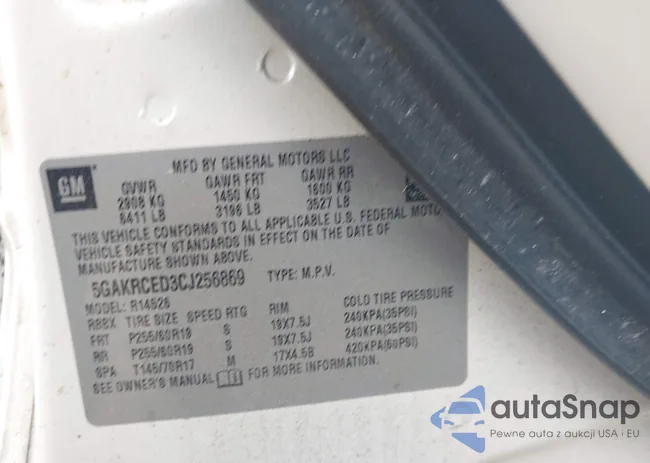 GM
MFD BY GENERAL MOTORS LLC
GVWR GAWR FRT GAWR RR
2908 KG 1450 KG 1600 KG
6411 LB 3196 LB 3527 LB
THIS VEHICLE CONFORMS TO ALL APPLICABLE U.S. FEDERAL MOTO
VEHICLE SAFETY STANDARDS IN EFFECT ON THE DATE OF
MANUFACTURE SHOWN ABOVE.
5GAKRCED3CJ256869 TYPE: M.P.V.
MODEL: R14526
TIRE SIZE SPEED RTG RIM COLD TIRE PRESSURE
FRT P255/60R19 S 19X7.5J 240KPA(35PSI)
RR P255/60R19 S 19X7.5J 240KPA(35PSI)
SPA T145/70R17 M 17X4.5B 420KPA(60PSI)
SEE OWNER'S MANUAL FOR MORE INFORMATION.
autaSnap
Pewne auta z aukcji USA i EU